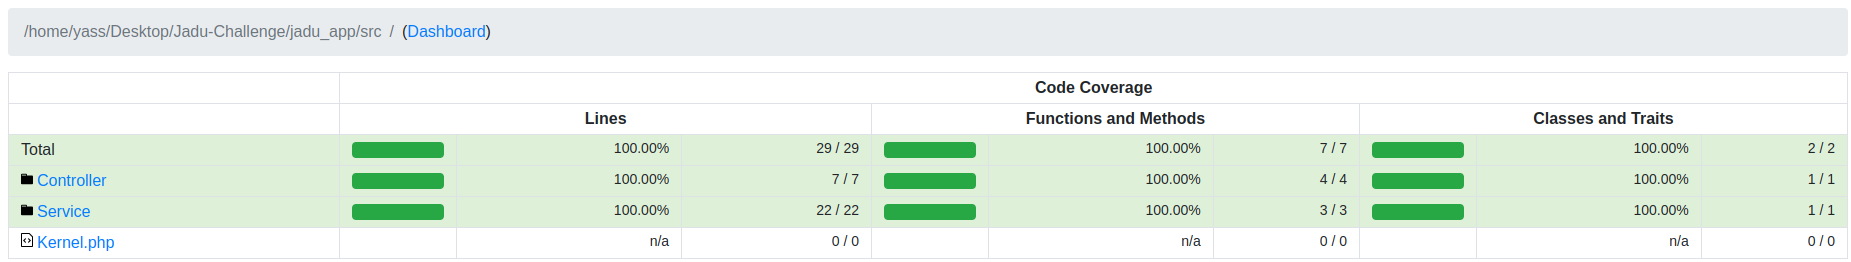 /home/yass/Desktop/Jadu-Challenge/jadu_app/src / (Dashboard)
Code Coverage
Lines Functions and Methods Classes and Traits
Total 100.00% 29 / 29 100.00% 7 / 7 100.00% 2 / 2
Controller 100.00% 7 / 7 100.00% 4 / 4 100.00% 1 / 1
Service 100.00% 22 / 22 100.00% 3 / 3 100.00% 1 / 1
Kernel.php n/a 0 / 0 n/a 0 / 0 n/a 0 / 0